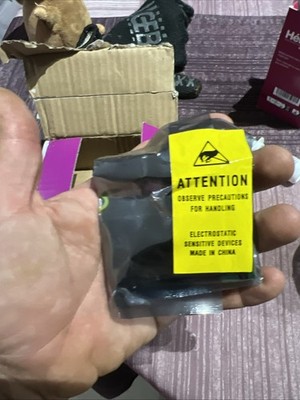 ATTENTION
OBSERVE PRECAUTIONS
FOR HANDLING
ELECTROSTATIC
SENSITIVE DEVICES
MADE IN CHINA